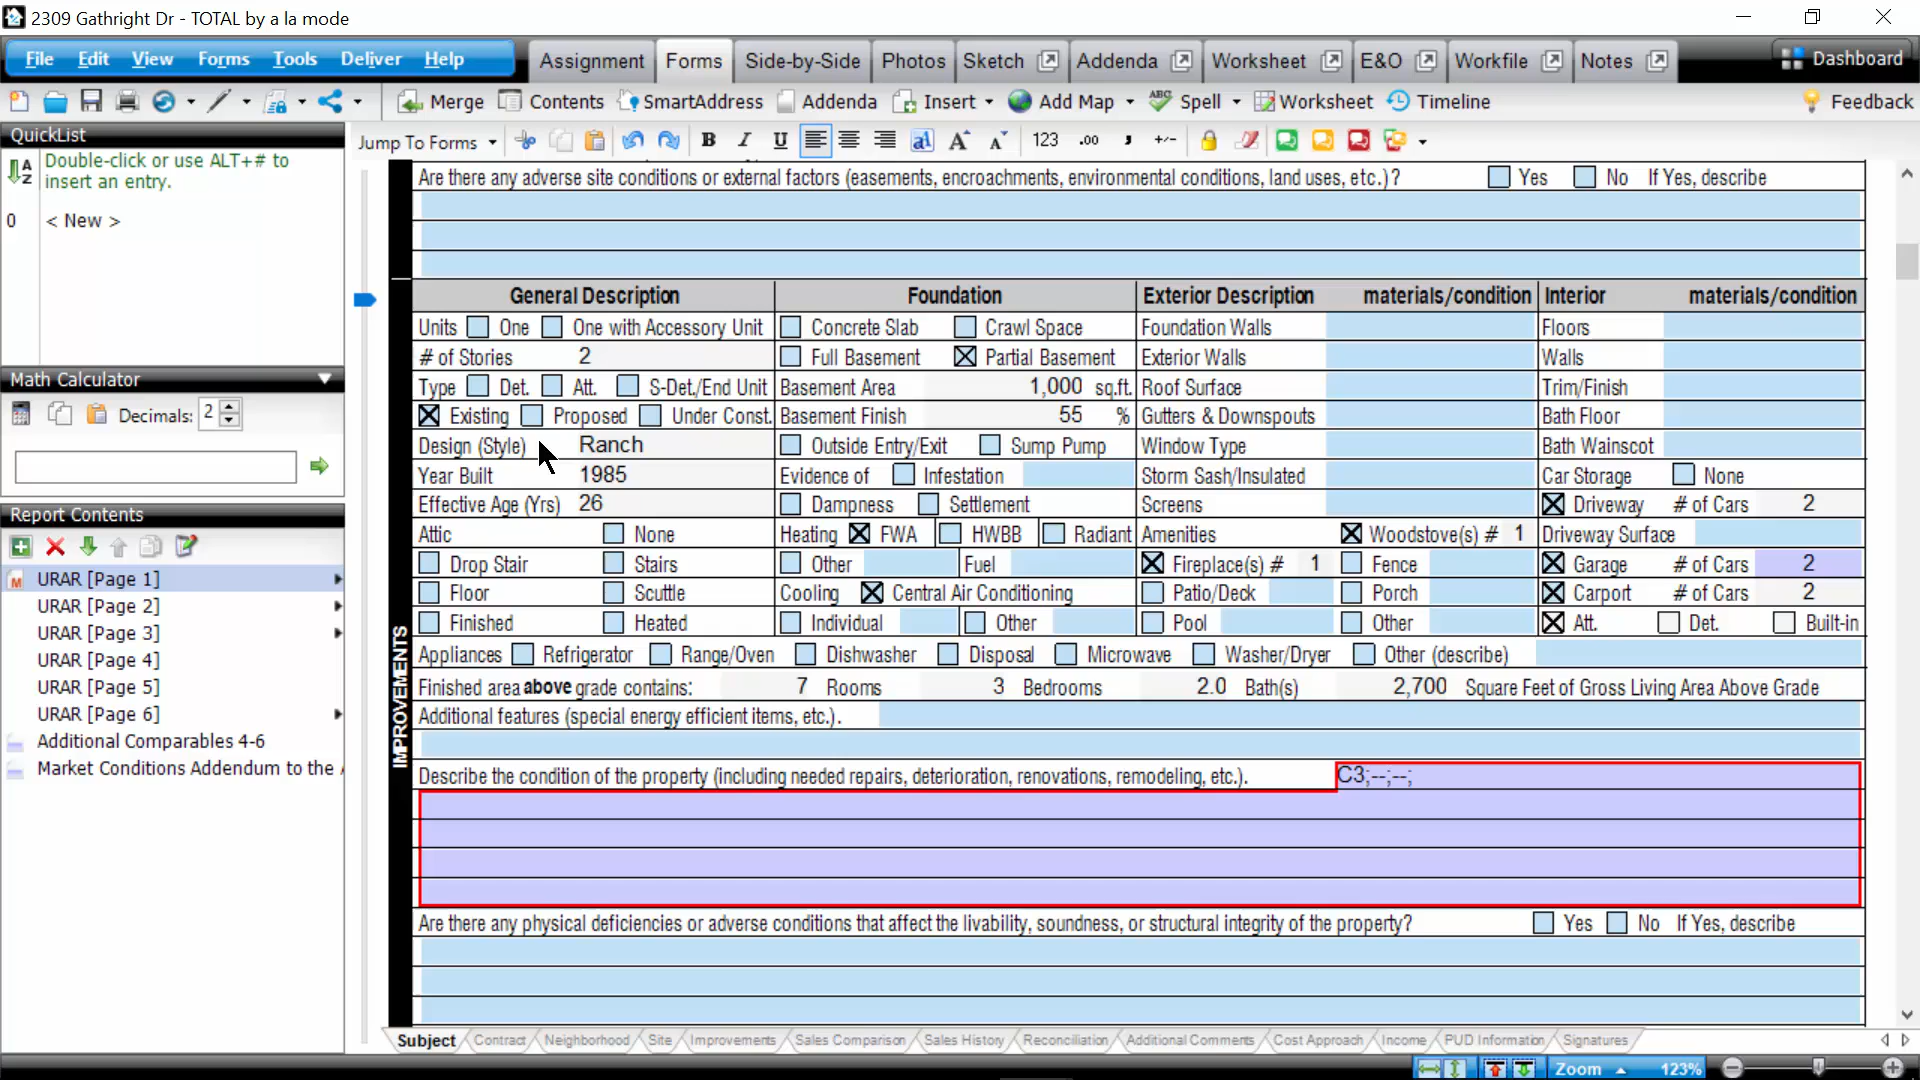 2309 Gathright Dr - TOTAL by a la mode
File Edit View Forms Tools Deliver Help Assignment Forms Side-by-Side Photos Sketch Addenda Worksheet E&O Workfile Notes Dashboard
Merge Contents SmartAddress Addenda Insert Add Map ABC Spell Worksheet Timeline Feedback
QuickList
Jump To Forms B I U a A A 123 .00 , +/-
A Z Double-click or use ALT+# to
insert an entry.
0 < New >
Math Calculator
Decimals: 2
Report Contents
M URAR [Page 1]
URAR [Page 2]
URAR [Page 3]
URAR [Page 4]
URAR [Page 5]
URAR [Page 6]
Additional Comparables 4-6
Market Conditions Addendum to the
Are there any adverse site conditions or external factors (easements, encroachments, environmental conditions, land uses, etc.)? Yes No If Yes, describe
IMPROVEMENTS
General Description Foundation Exterior Description materials/condition Interior materials/condition
Units One One with Accessory Unit Concrete Slab Crawl Space Foundation Walls Floors
# of Stories 2 Full Basement Partial Basement Exterior Walls Walls
Type Det. Att. S-Det./End Unit Basement Area 1,000 sq.ft. Roof Surface Trim/Finish
Existing Proposed Under Const. Basement Finish 55 % Gutters & Downspouts Bath Floor
Design (Style) Ranch Outside Entry/Exit Sump Pump Window Type Bath Wainscot
Year Built 1985 Evidence of Infestation Storm Sash/Insulated Car Storage None
Effective Age (Yrs) 26 Dampness Settlement Screens Driveway # of Cars 2
Attic None Heating FWA HWBB Radiant Amenities Woodstove(s) # 1 Driveway Surface
Drop Stair Stairs Other Fuel Fireplace(s) # 1 Fence Garage # of Cars 2
Floor Scuttle Cooling Central Air Conditioning Patio/Deck Porch Carport # of Cars 2
Finished Heated Individual Other Pool Other Att. Det. Built-in
Appliances Refrigerator Range/Oven Dishwasher Disposal Microwave Washer/Dryer Other (describe)
Finished area above grade contains: 7 Rooms 3 Bedrooms 2.0 Bath(s) 2,700 Square Feet of Gross Living Area Above Grade
Additional features (special energy efficient items, etc.).
Describe the condition of the property (including needed repairs, deterioration, renovations, remodeling, etc.). C3;--;--;
Are there any physical deficiencies or adverse conditions that affect the livability, soundness, or structural integrity of the property? Yes No If Yes, describe
Subject Contract Neighborhood Site Improvements Sales Comparison Sales History Reconciliation Additional Comments Cost Approach Income PUD Information Signatures
Zoom 123%